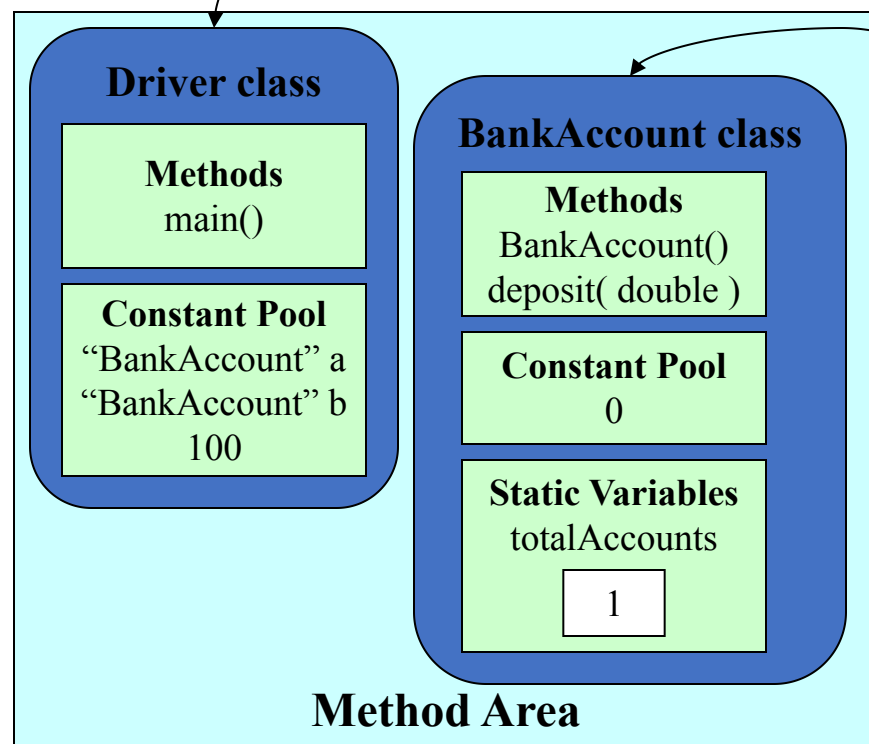 Driver class
Methods
main()
Constant Pool
“BankAccount” a
“BankAccount” b
100
BankAccount class
Methods
BankAccount()
deposit( double )
Constant Pool
0
Static Variables
totalAccounts
1
Method Area